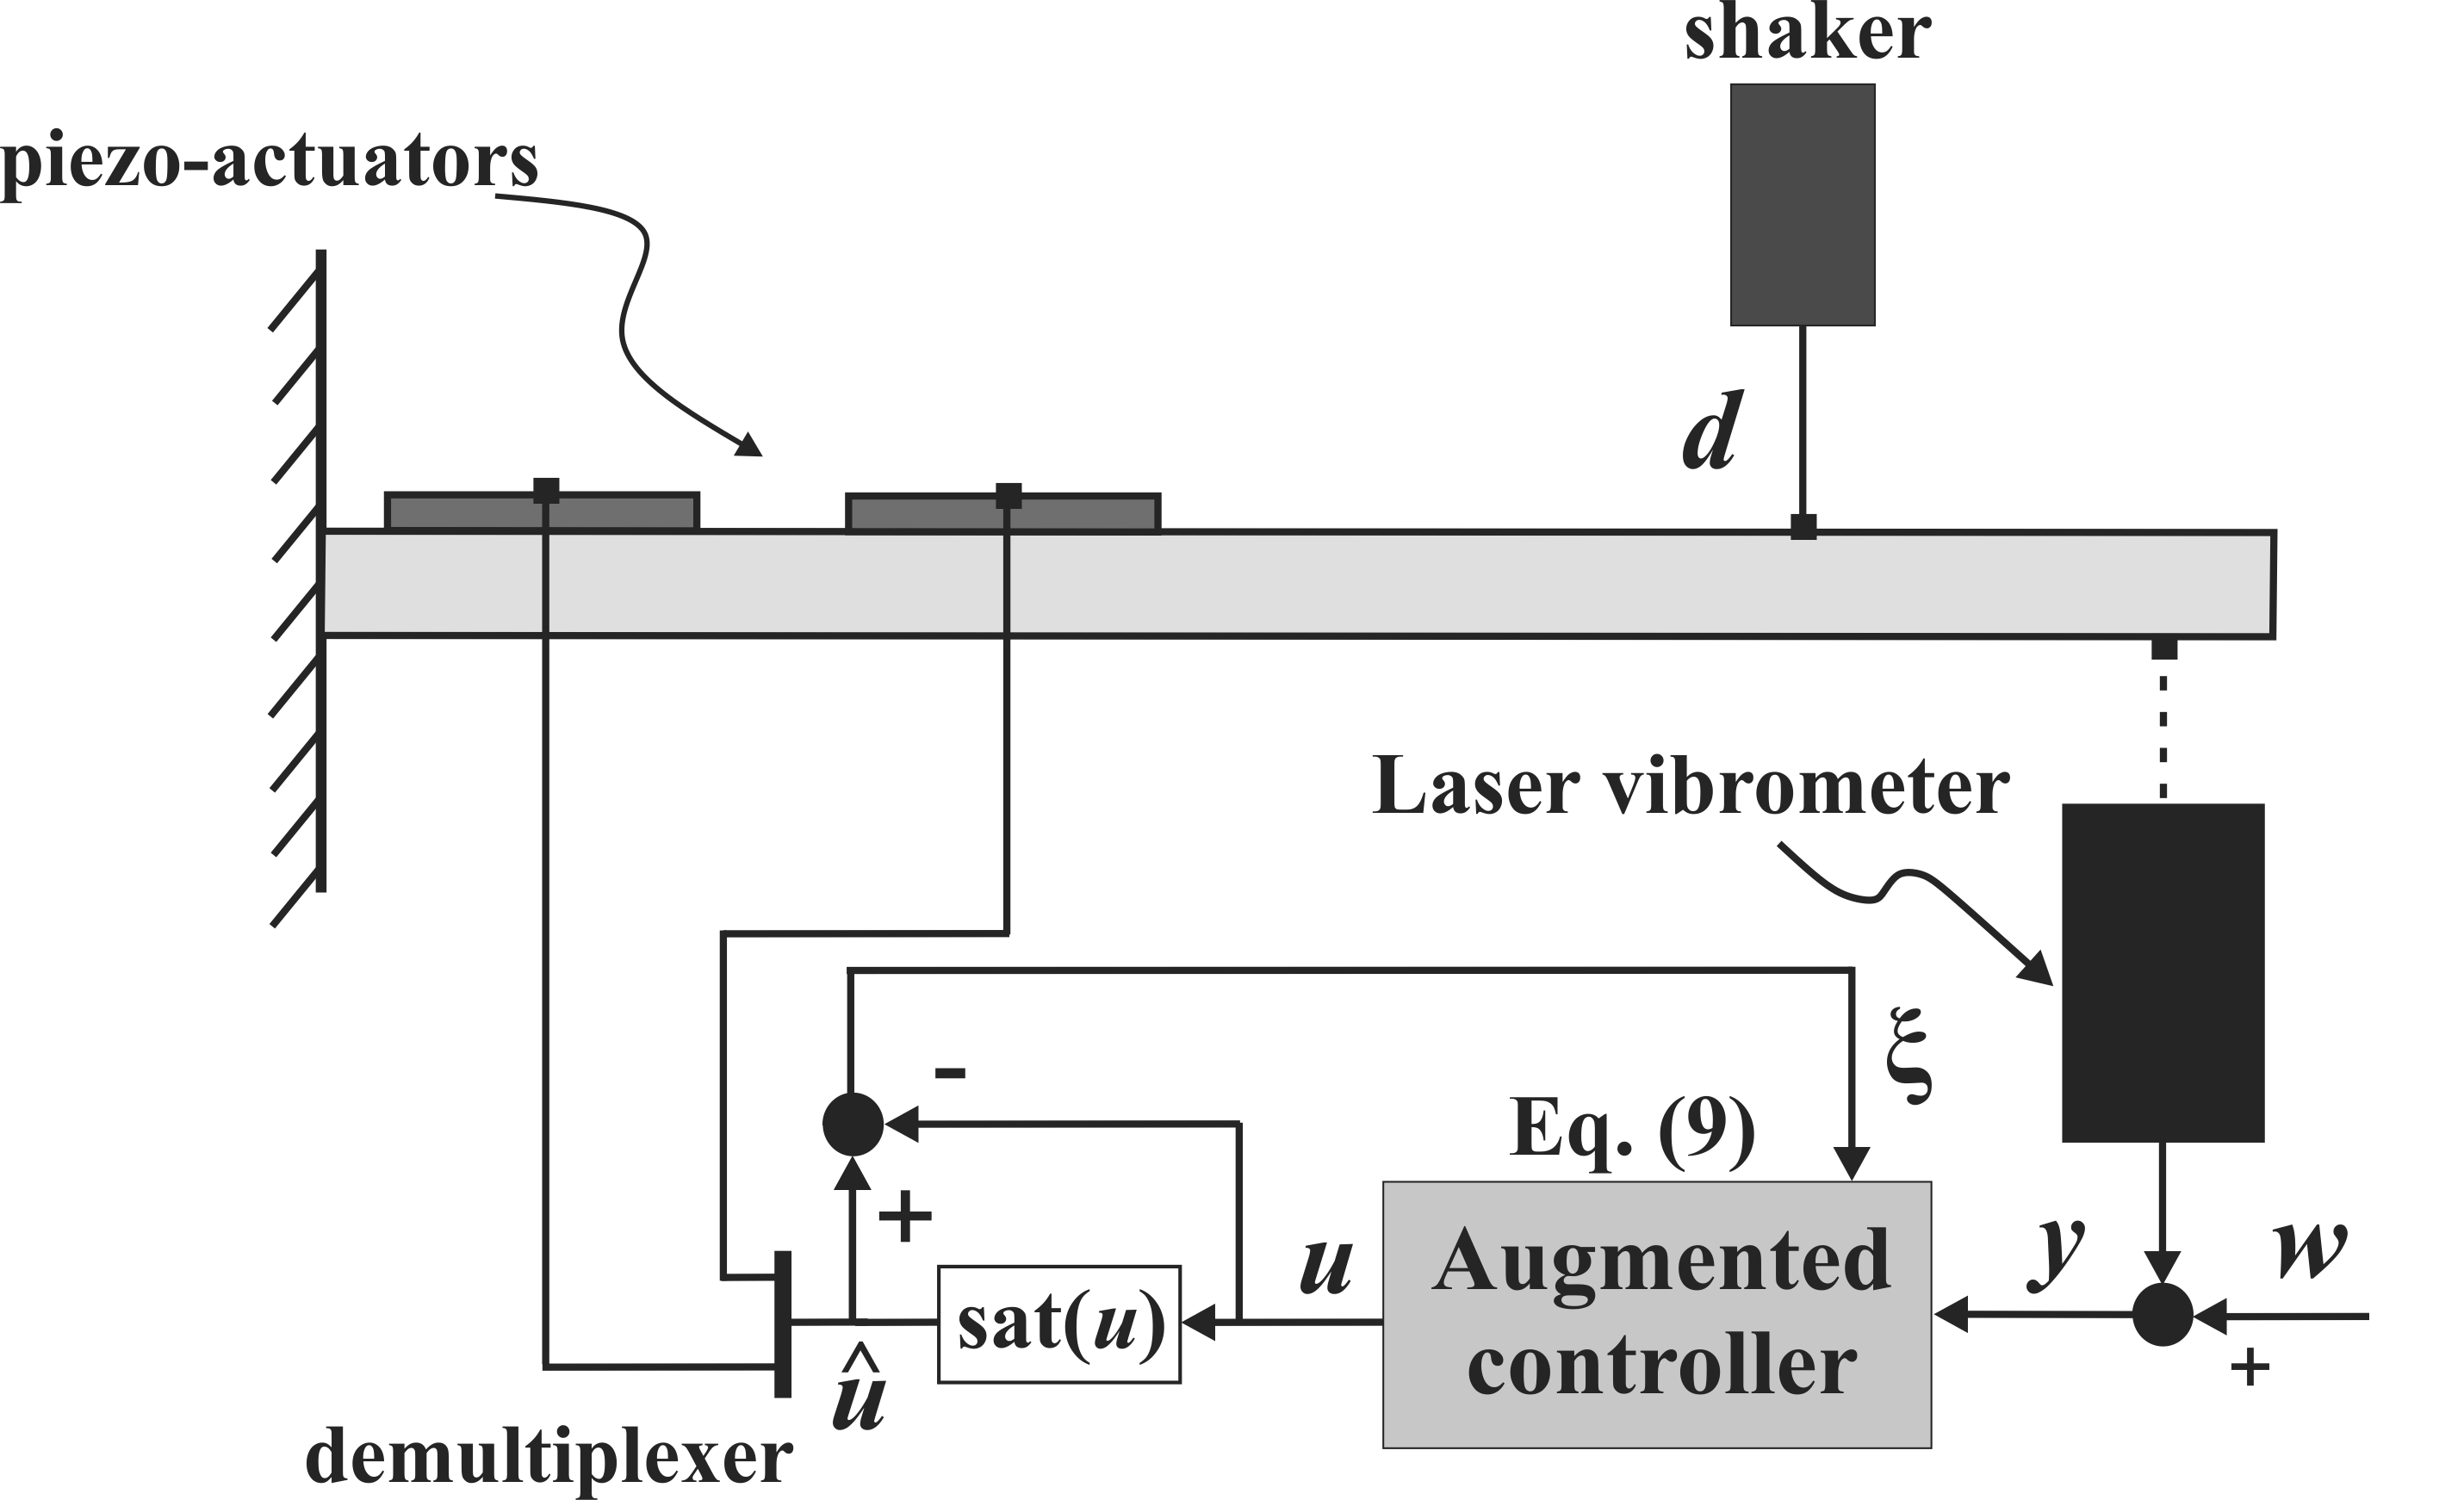 shaker
piezo-actuators
d
Laser vibrometer
ξ
-
Eq. (9)
+
u
Augmented
controller
y
w
sat(u)
+
û
demultiplexer